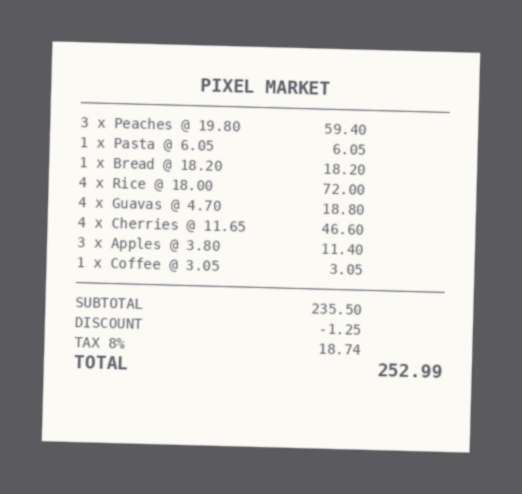 PIXEL MARKET
3 x Peaches @ 19.80 59.40
1 x Pasta @ 6.05 6.05
1 x Bread @ 18.20 18.20
4 x Rice @ 18.00 72.00
4 x Guavas @ 4.70 18.80
4 x Cherries @ 11.65 46.60
3 x Apples @ 3.80 11.40
1 x Coffee @ 3.05 3.05
SUBTOTAL 235.50
DISCOUNT -1.25
TAX 8% 18.74
TOTAL 252.99